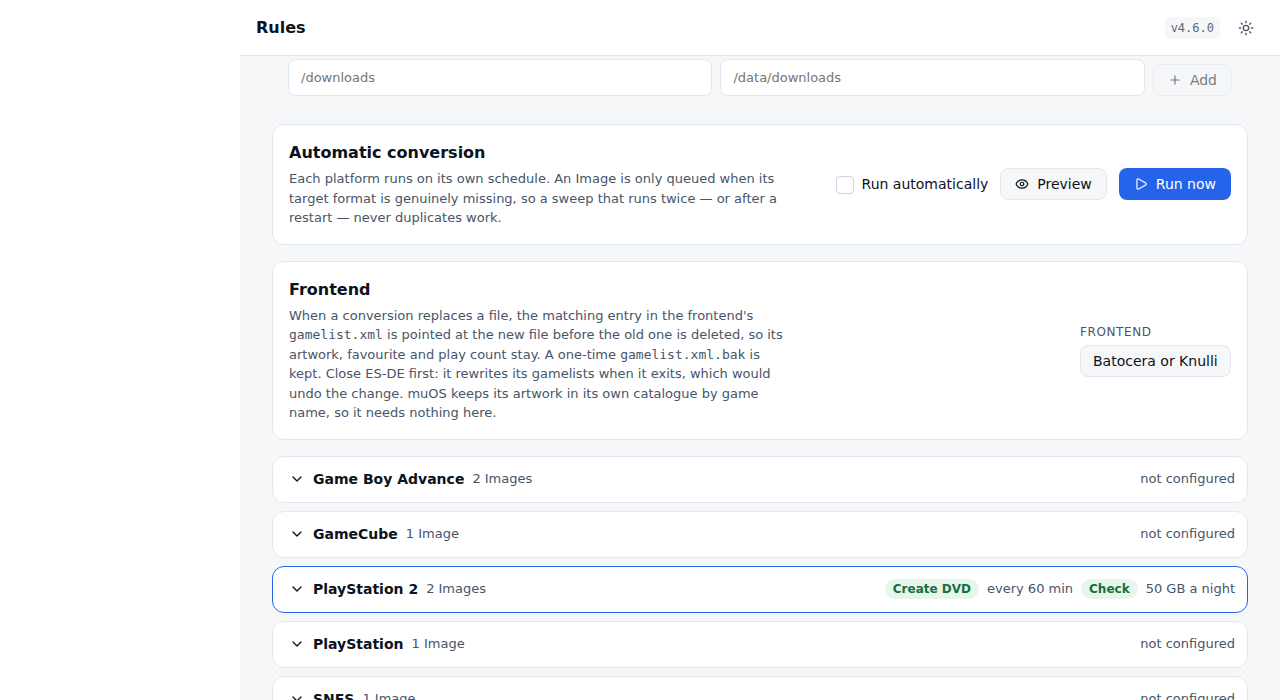 Rules
v4.6.0
/downloads
/data/downloads
Add
Automatic conversion
Each platform runs on its own schedule. An Image is only queued when its
target format is genuinely missing, so a sweep that runs twice — or after a
restart — never duplicates work.
Run automatically
Preview
Run now
Frontend
When a conversion replaces a file, the matching entry in the frontend's
gamelist.xml is pointed at the new file before the old one is deleted, so its
artwork, favourite and play count stay. A one-time gamelist.xml.bak is
kept. Close ES-DE first: it rewrites its gamelists when it exits, which would
undo the change. muOS keeps its artwork in its own catalogue by game
name, so it needs nothing here.
FRONTEND
Batocera or Knulli
Game Boy Advance 2 Images not configured
GameCube 1 Image not configured
PlayStation 2 2 Images Create DVD every 60 min Check 50 GB a night
PlayStation 1 Image not configured
SNES 1 Image not configured